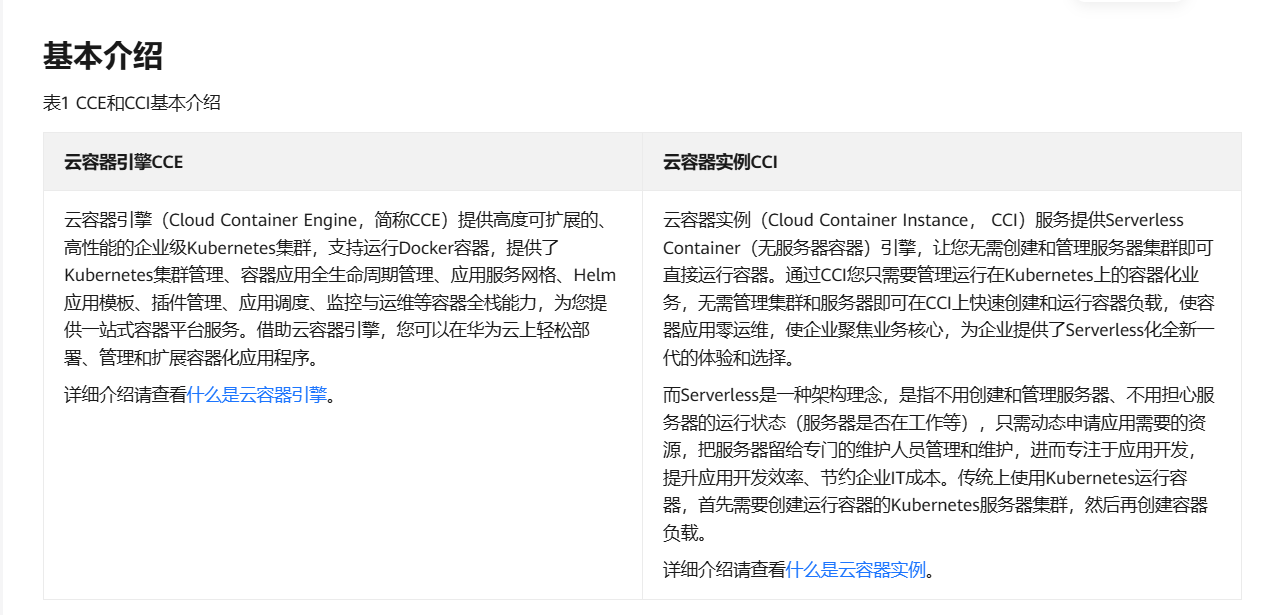 基本介绍
表1 CCE和CCI基本介绍
云容器引擎CCE
云容器实例CCI
云容器引擎（Cloud Container Engine，简称CCE）提供高度可扩展的、
高性能的企业级Kubernetes集群，支持运行Docker容器，提供了
Kubernetes集群管理、容器应用全生命周期管理、应用服务网格、Helm
应用模板、插件管理、应用调度、监控与运维等容器全栈能力，为您提
供一站式容器平台服务。借助云容器引擎，您可以在华为云上轻松部
署、管理和扩展容器化应用程序。
详细介绍请查看什么是云容器引擎。
云容器实例（Cloud Container Instance， CCI）服务提供Serverless
Container（无服务器容器）引擎，让您无需创建和管理服务器集群即可
直接运行容器。通过CCI您只需要管理运行在Kubernetes上的容器化业
务，无需管理集群和服务器即可在CCI上快速创建和运行容器负载，使容
器应用零运维，使企业聚焦业务核心，为企业提供了Serverless化全新一
代的体验和选择。
而Serverless是一种架构理念，是指不用创建和管理服务器、不用担心服
务器的运行状态（服务器是否在工作等），只需动态申请应用需要的资
源，把服务器留给专门的维护人员管理和维护，进而专注于应用开发，
提升应用开发效率、节约企业IT成本。传统上使用Kubernetes运行容
器，首先需要创建运行容器的Kubernetes服务器集群，然后再创建容器
负载。
详细介绍请查看什么是云容器实例。